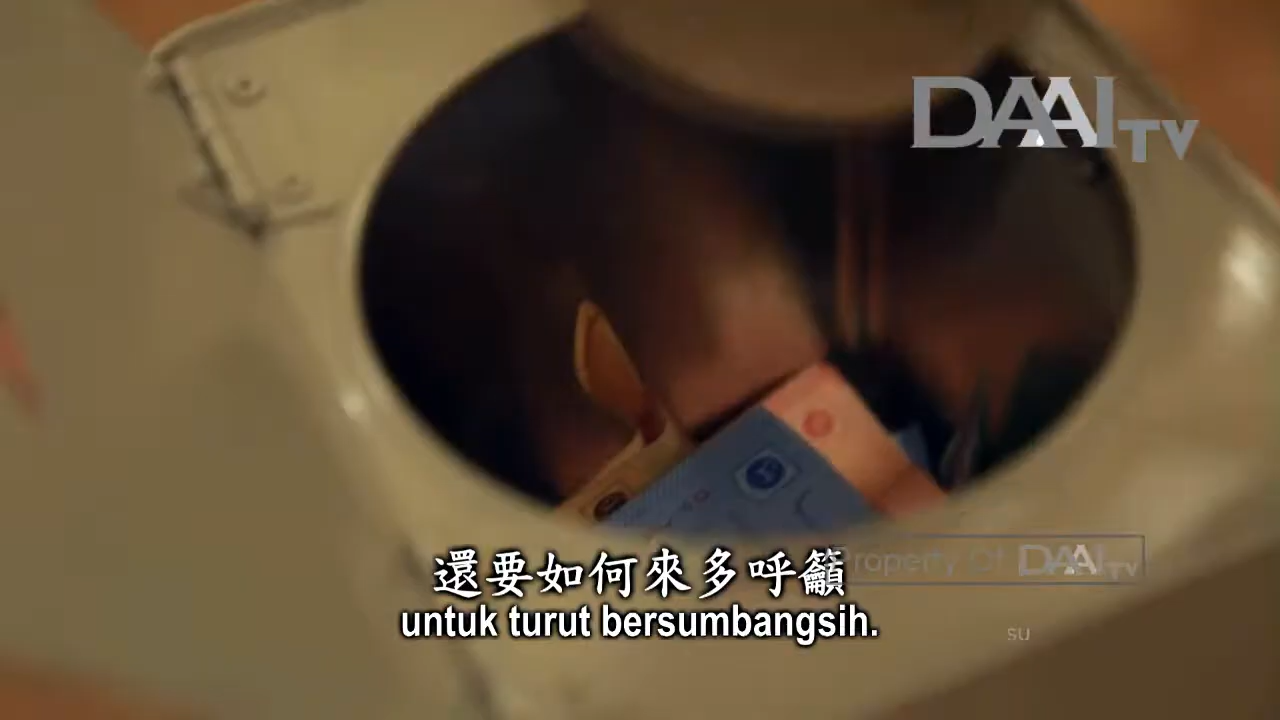 DAAI TV
Property Of DAAI TV
還要如何來多呼籲
untuk turut bersumbangsih.
SU